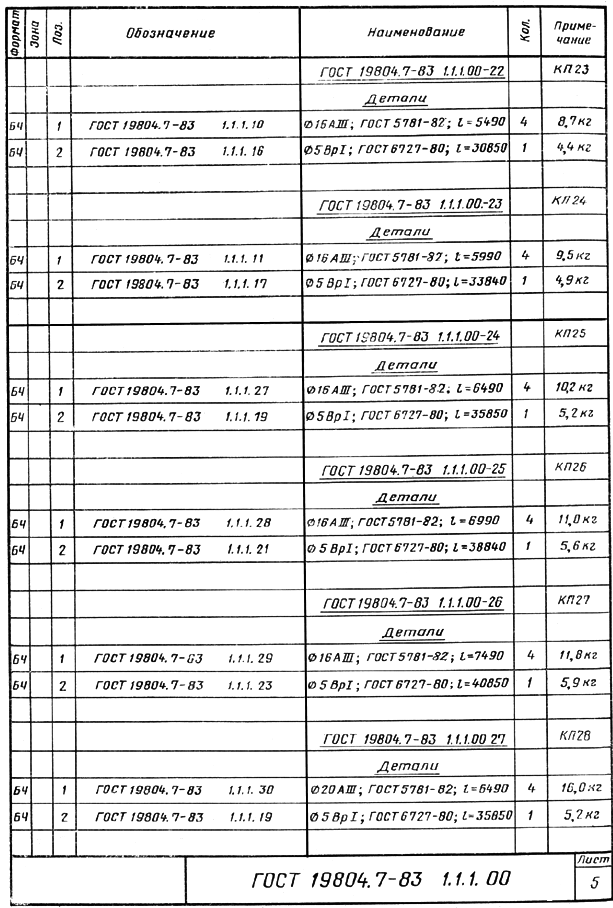 Формат Зона Поз. Обозначение Наименование Кол. Приме-
чание
ГОСТ 19804.7-83 1.1.1.00-22 КП23
Детали
БЧ 1 ГОСТ 19804.7-83 1.1.1.10 Ø16АIII; ГОСТ 5781-82; l=5490 4 8,7кг
БЧ 2 ГОСТ 19804.7-83 1.1.1.16 Ø5ВрI; ГОСТ 6727-80; l=30850 1 4,4кг
ГОСТ 19804.7-83 1.1.1.00-23 КП24
Детали
БЧ 1 ГОСТ 19804.7-83 1.1.1.11 Ø16АIII; ГОСТ 5781-82; l=5990 4 9,5кг
БЧ 2 ГОСТ 19804.7-83 1.1.1.17 Ø5ВрI; ГОСТ 6727-80; l=33840 1 4,9кг
ГОСТ 19804.7-83 1.1.1.00-24 КП25
Детали
БЧ 1 ГОСТ 19804.7-83 1.1.1.27 Ø16АIII; ГОСТ 5781-82; l=6490 4 10,2кг
БЧ 2 ГОСТ 19804.7-83 1.1.1.19 Ø5ВрI; ГОСТ 6727-80; l=35850 1 5,2кг
ГОСТ 19804.7-83 1.1.1.00-25 КП26
Детали
БЧ 1 ГОСТ 19804.7-83 1.1.1.28 Ø16АIII; ГОСТ 5781-82; l=6990 4 11,0кг
БЧ 2 ГОСТ 19804.7-83 1.1.1.21 Ø5ВрI; ГОСТ 6727-80; l=38840 1 5,6кг
ГОСТ 19804.7-83 1.1.1.00-26 КП27
Детали
БЧ 1 ГОСТ 19804.7-83 1.1.1.29 Ø16АIII; ГОСТ 5781-82; l=7490 4 11,8кг
БЧ 2 ГОСТ 19804.7-83 1.1.1.23 Ø5ВрI; ГОСТ 6727-80; l=40850 1 5,9кг
ГОСТ 19804.7-83 1.1.1.00 27 КП28
Детали
БЧ 1 ГОСТ 19804.7-83 1.1.1.30 Ø20АIII; ГОСТ 5781-82; l=6490 4 16,0кг
БЧ 2 ГОСТ 19804.7-83 1.1.1.19 Ø5ВрI; ГОСТ 6727-80; l=35850 1 5,2кг
ГОСТ 19804.7-83 1.1.1.00 Лист
5